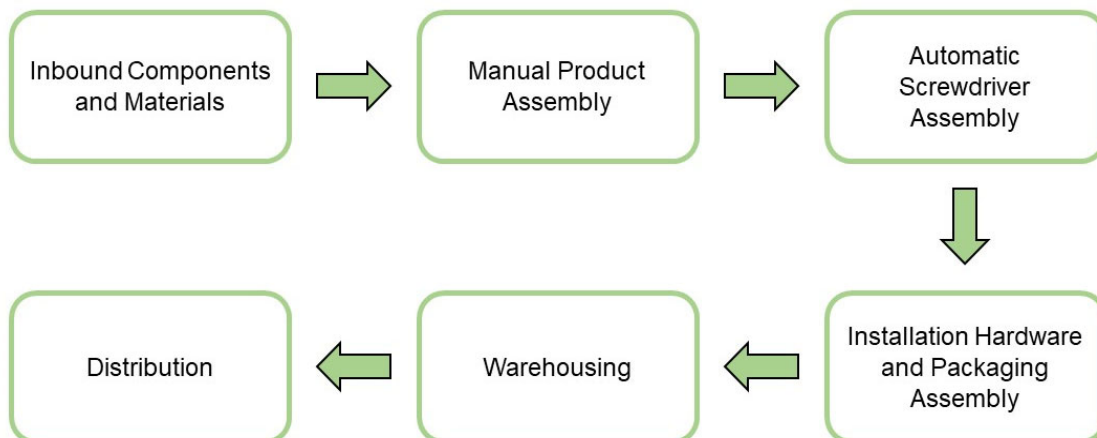 Inbound Components
and Materials
Manual Product
Assembly
Automatic
Screwdriver
Assembly
Distribution
Warehousing
Installation Hardware
and Packaging
Assembly